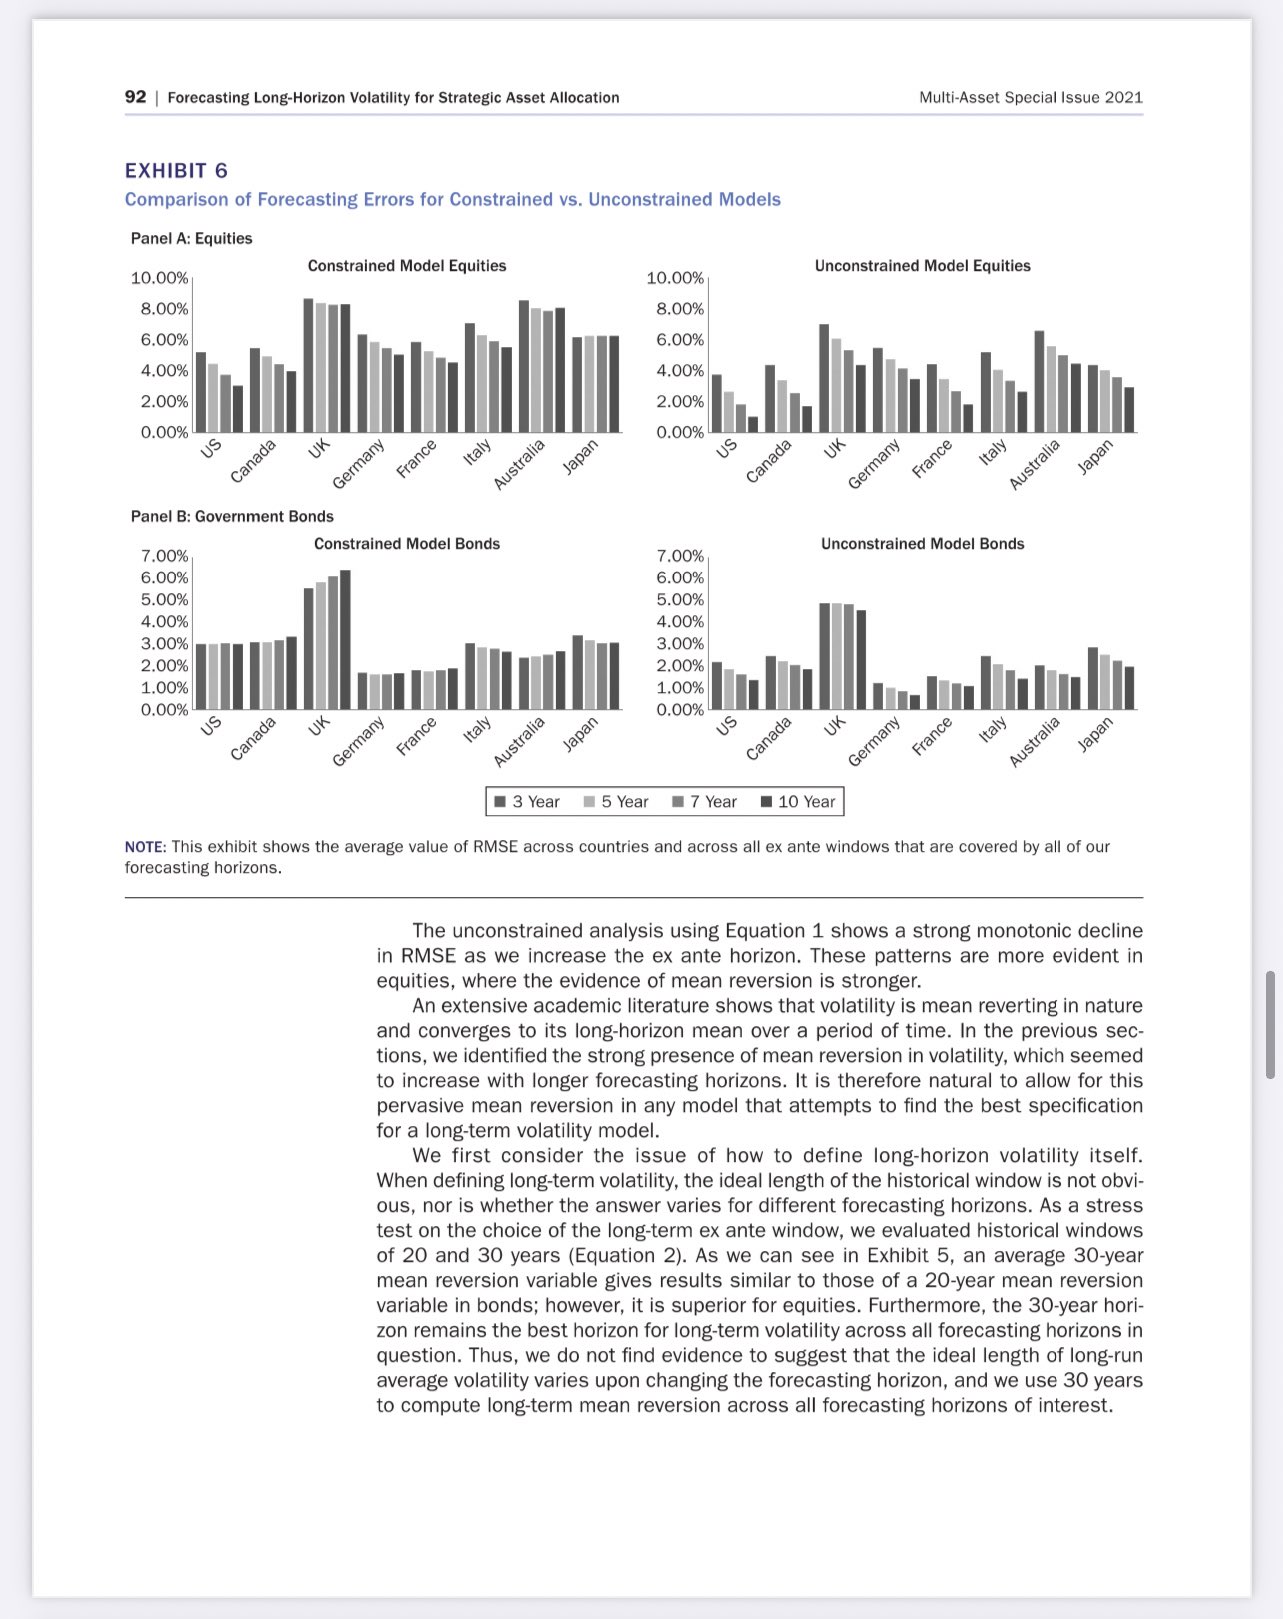 92 | Forecasting Long-Horizon Volatility for Strategic Asset Allocation
Multi-Asset Special Issue 2021
EXHIBIT 6
Comparison of Forecasting Errors for Constrained vs. Unconstrained Models
Panel A: Equities
Constrained Model Equities
10.00%
8.00%
6.00%
4.00%
2.00%
0.00%
US
Canada
UK
Germany
France
Italy
Australia
Japan
Unconstrained Model Equities
10.00%
8.00%
6.00%
4.00%
2.00%
0.00%
US
Canada
UK
Germany
France
Italy
Australia
Japan
Panel B: Government Bonds
Constrained Model Bonds
7.00%
6.00%
5.00%
4.00%
3.00%
2.00%
1.00%
0.00%
US
Canada
UK
Germany
France
Italy
Australia
Japan
Unconstrained Model Bonds
7.00%
6.00%
5.00%
4.00%
3.00%
2.00%
1.00%
0.00%
US
Canada
UK
Germany
France
Italy
Australia
Japan
3 Year 5 Year 7 Year 10 Year
NOTE: This exhibit shows the average value of RMSE across countries and across all ex ante windows that are covered by all of our
forecasting horizons.
The unconstrained analysis using Equation 1 shows a strong monotonic decline
in RMSE as we increase the ex ante horizon. These patterns are more evident in
equities, where the evidence of mean reversion is stronger.
An extensive academic literature shows that volatility is mean reverting in nature
and converges to its long-horizon mean over a period of time. In the previous sec-
tions, we identified the strong presence of mean reversion in volatility, which seemed
to increase with longer forecasting horizons. It is therefore natural to allow for this
pervasive mean reversion in any model that attempts to find the best specification
for a long-term volatility model.
We first consider the issue of how to define long-horizon volatility itself.
When defining long-term volatility, the ideal length of the historical window is not obvi-
ous, nor is whether the answer varies for different forecasting horizons. As a stress
test on the choice of the long-term ex ante window, we evaluated historical windows
of 20 and 30 years (Equation 2). As we can see in Exhibit 5, an average 30-year
mean reversion variable gives results similar to those of a 20-year mean reversion
variable in bonds; however, it is superior for equities. Furthermore, the 30-year hori-
zon remains the best horizon for long-term volatility across all forecasting horizons in
question. Thus, we do not find evidence to suggest that the ideal length of long-run
average volatility varies upon changing the forecasting horizon, and we use 30 years
to compute long-term mean reversion across all forecasting horizons of interest.